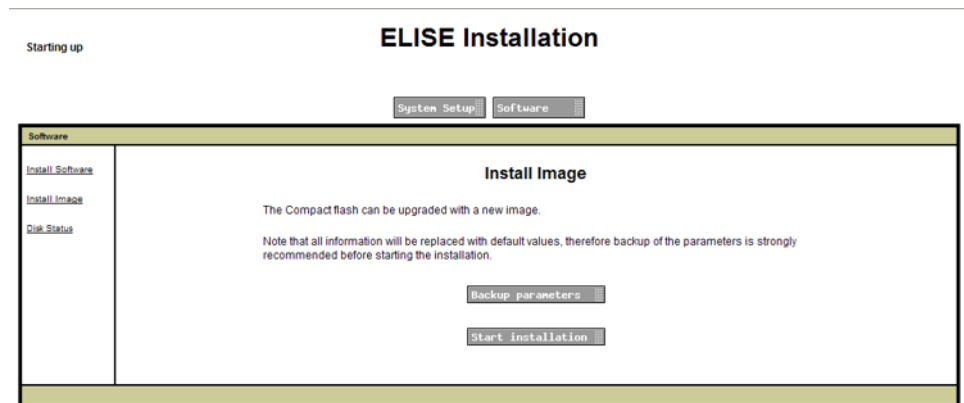 Starting up
ELISE Installation
System Setup
Software
Software
Install Software
Install Image
Disk Status
Install Image
The Compact flash can be upgraded with a new image.
Note that all information will be replaced with default values, therefore backup of the parameters is strongly
recommended before starting the installation.
Backup parameters
Start installation